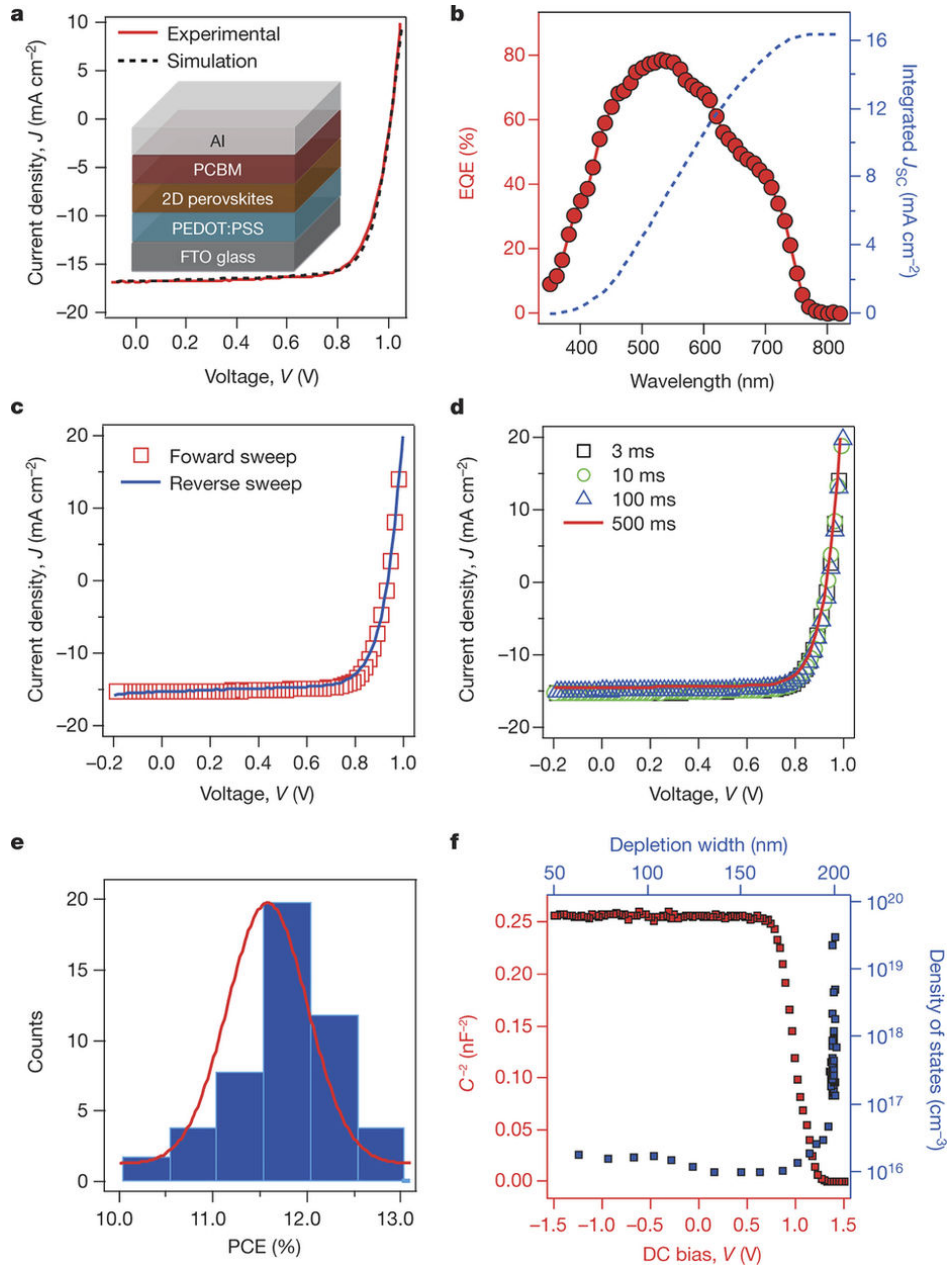 a
Experimental
Simulation
Al
PCBM
2D perovskites
PEDOT:PSS
FTO glass
10
5
0
−5
−10
−15
−20
Current density, J (mA cm⁻²)
0.0 0.2 0.4 0.6 0.8 1.0
Voltage, V (V)
b
80
60
40
20
0
EQE (%)
16
12
8
4
0
Integrated JSC (mA cm⁻²)
400 500 600 700 800
Wavelength (nm)
c
Foward sweep
Reverse sweep
20
10
0
−10
−20
Current density, J (mA cm⁻²)
−0.2 0.0 0.2 0.4 0.6 0.8 1.0
Voltage, V (V)
d
3 ms
10 ms
100 ms
500 ms
20
10
0
−10
−20
Current density, J (mA cm⁻²)
−0.2 0.0 0.2 0.4 0.6 0.8 1.0
Voltage, V (V)
e
20
15
10
5
0
Counts
10.0 11.0 12.0 13.0
PCE (%)
f
Depletion width (nm)
50 100 150 200
0.25
0.20
0.15
0.10
0.05
0.00
C⁻² (nF⁻²)
10²⁰
10¹⁹
10¹⁸
10¹⁷
10¹⁶
Density of states (cm⁻³)
−1.5 −1.0 −0.5 0.0 0.5 1.0 1.5
DC bias, V (V)